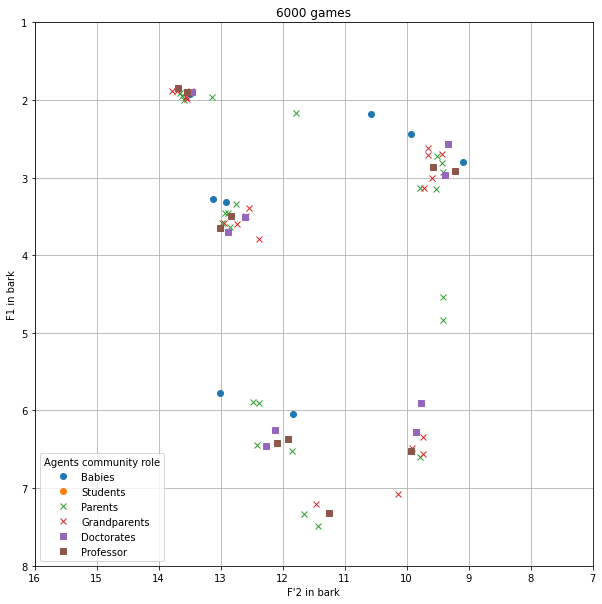 6000 games
1
2
3
4
5
6
7
8
F1 in bark
Agents community role
Babies
Students
Parents
Grandparents
Doctorates
Professor
16 15 14 13 12 11 10 9 8 7
F'2 in bark